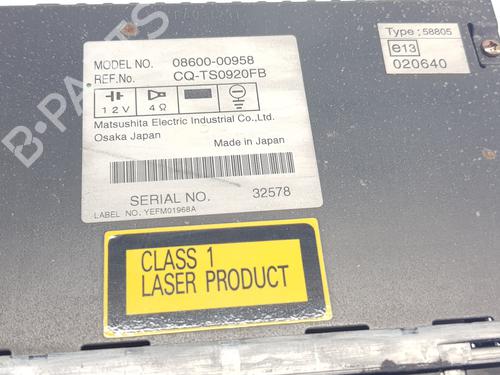 MODEL NO. 08600-00958
REF.No. CQ-TS0920FB
12V 4Ω
Matsushita Electric Industrial Co.,Ltd.
Osaka Japan Made in Japan
SERIAL NO. 32578
LABEL NO. YEFM01968A
CLASS 1
LASER PRODUCT
Type; 58805
e13
020640
B-PARTS